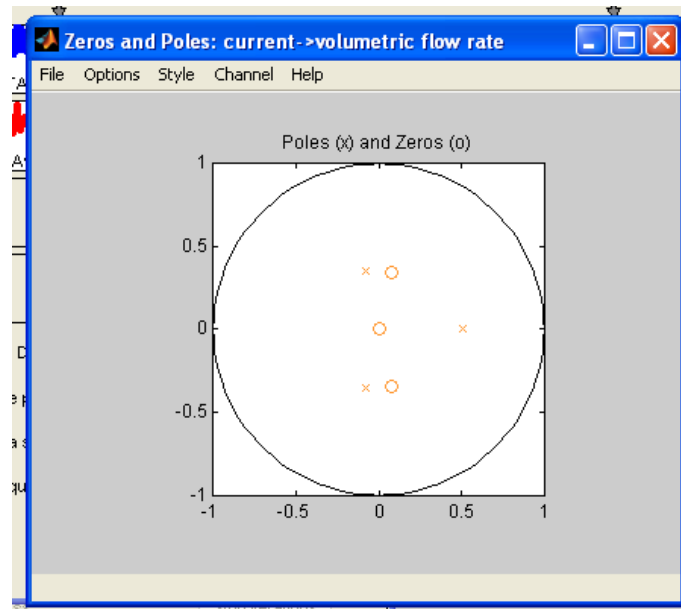 Zeros and Poles: current->volumetric flow rate
File Options Style Channel Help
Poles (x) and Zeros (o)
1
0.5
0
-0.5
-1
-1 -0.5 0 0.5 1